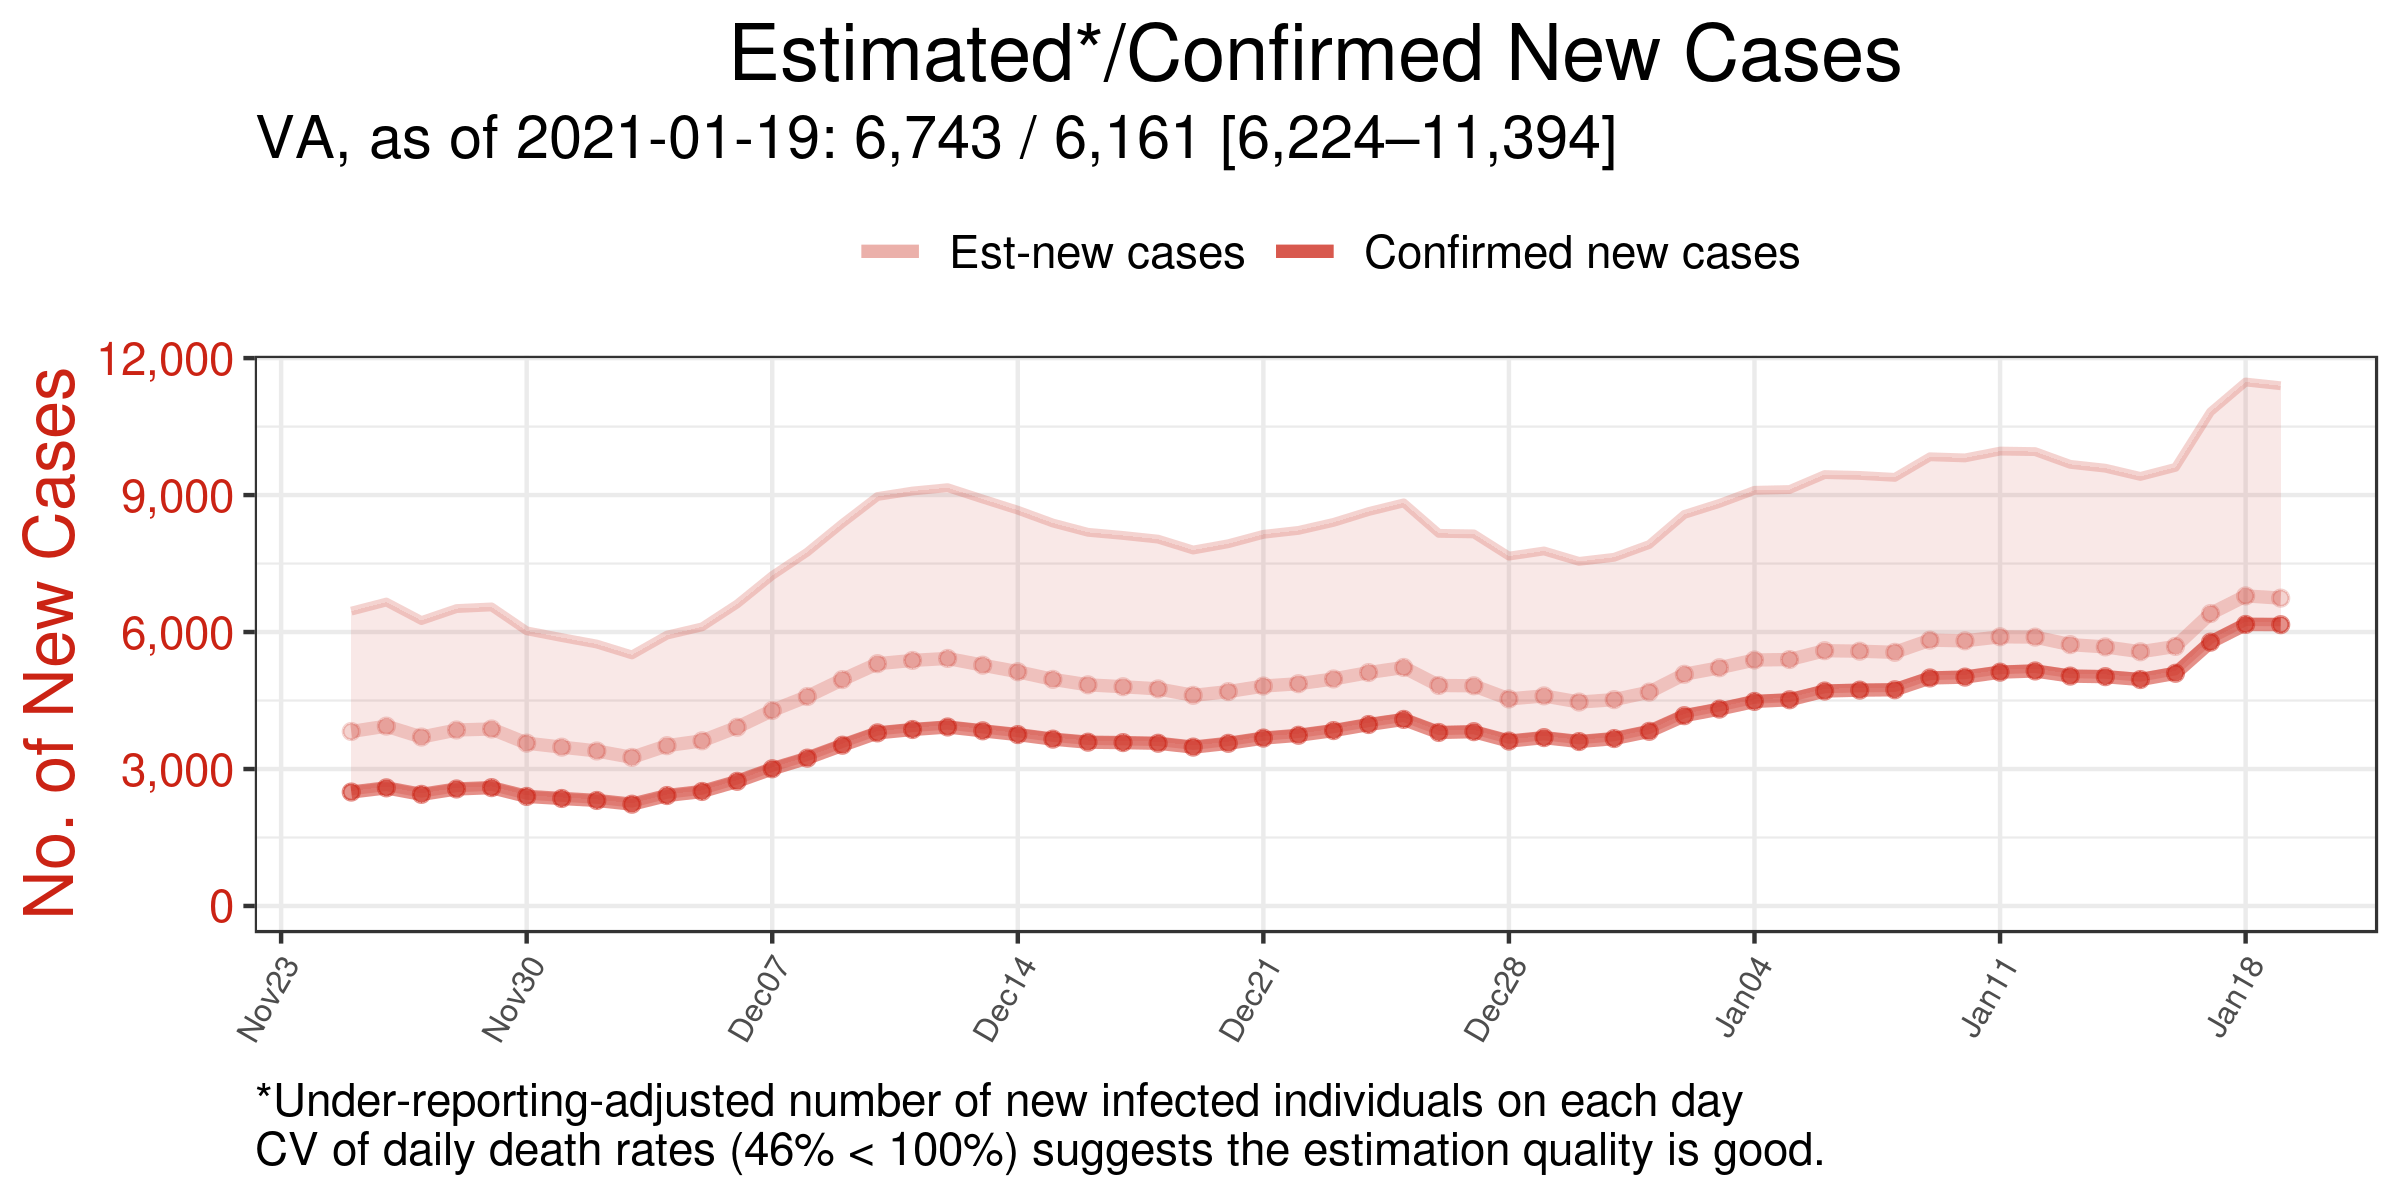 Estimated*/Confirmed New Cases
VA, as of 2021-01-19: 6,743 / 6,161 [6,224–11,394]
Est-new cases
Confirmed new cases
No. of New Cases
12,000
9,000
6,000
3,000
0
Nov23
Nov30
Dec07
Dec14
Dec21
Dec28
Jan04
Jan11
Jan18
*Under-reporting-adjusted number of new infected individuals on each day
CV of daily death rates (46% < 100%) suggests the estimation quality is good.